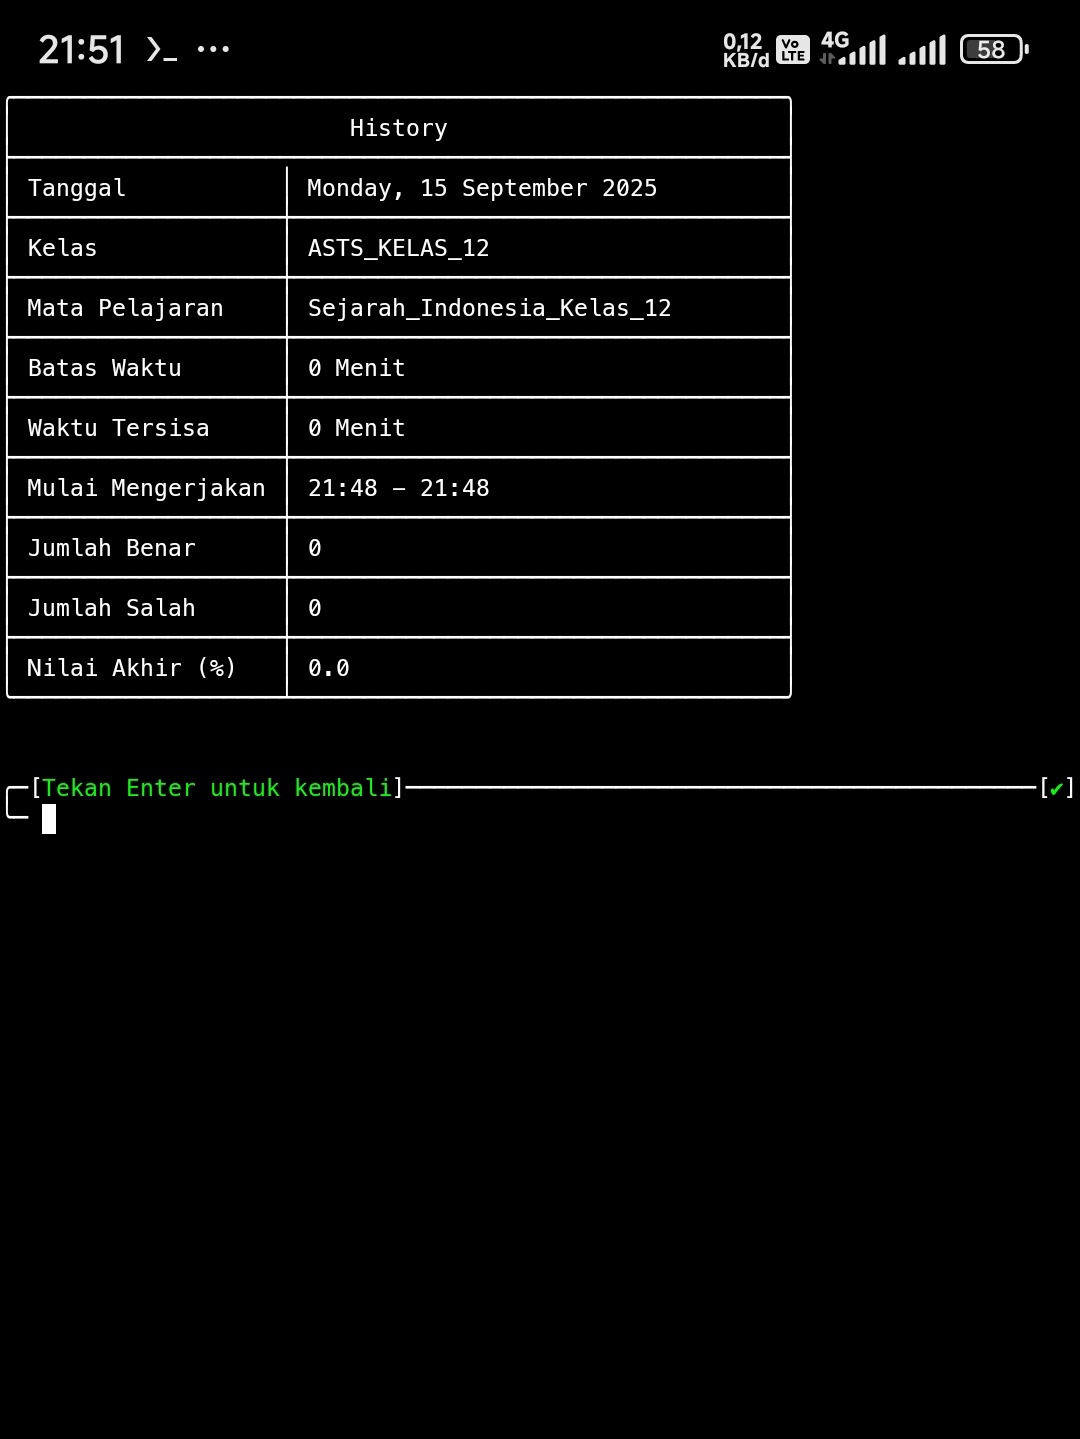 21:51 ❯_ ... 0,12 KB/d Vo LTE 4G 58
History
Tanggal Monday, 15 September 2025
Kelas ASTS_KELAS_12
Mata Pelajaran Sejarah_Indonesia_Kelas_12
Batas Waktu 0 Menit
Waktu Tersisa 0 Menit
Mulai Mengerjakan 21:48 – 21:48
Jumlah Benar 0
Jumlah Salah 0
Nilai Akhir (%) 0.0
[Tekan Enter untuk kembali] [✔]